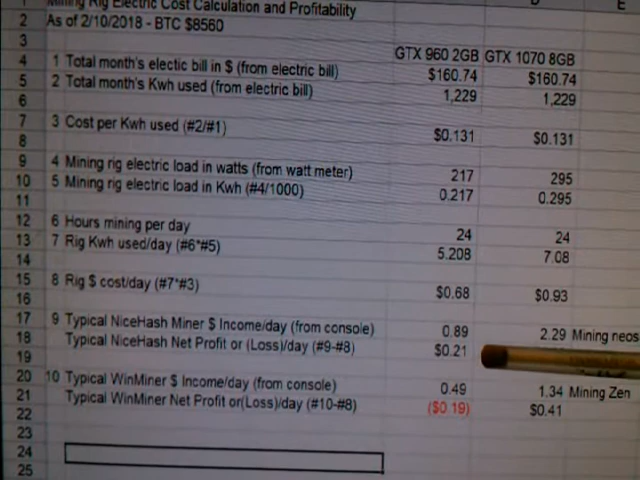 1 Mining Rig Electric Cost Calculation and Profitability
2 As of 2/10/2018 - BTC $8560
3 GTX 960 2GB GTX 1070 8GB
4 1 Total month's electic bill in $ (from electric bill) $160.74 $160.74
5 2 Total month's Kwh used (from electric bill) 1,229 1,229
6
7 3 Cost per Kwh used (#2/#1) $0.131 $0.131
8
9 4 Mining rig electric load in watts (from watt meter) 217 295
10 5 Mining rig electric load in Kwh (#4/1000) 0.217 0.295
11
12 6 Hours mining per day 24 24
13 7 Rig Kwh used/day (#6*#5) 5.208 7.08
14
15 8 Rig $ cost/day (#7*#3) $0.68 $0.93
16
17 9 Typical NiceHash Miner $ Income/day (from console) 0.89 2.29 Mining neos
18 Typical NiceHash Net Profit or (Loss)/day (#9-#8) $0.21
19
20 10 Typical WinMiner $ Income/day (from console) 0.49 1.34 Mining Zen
21 Typical WinMiner Net Profit or(Loss)/day (#10-#8) ($0.19) $0.41
22
23
24
25